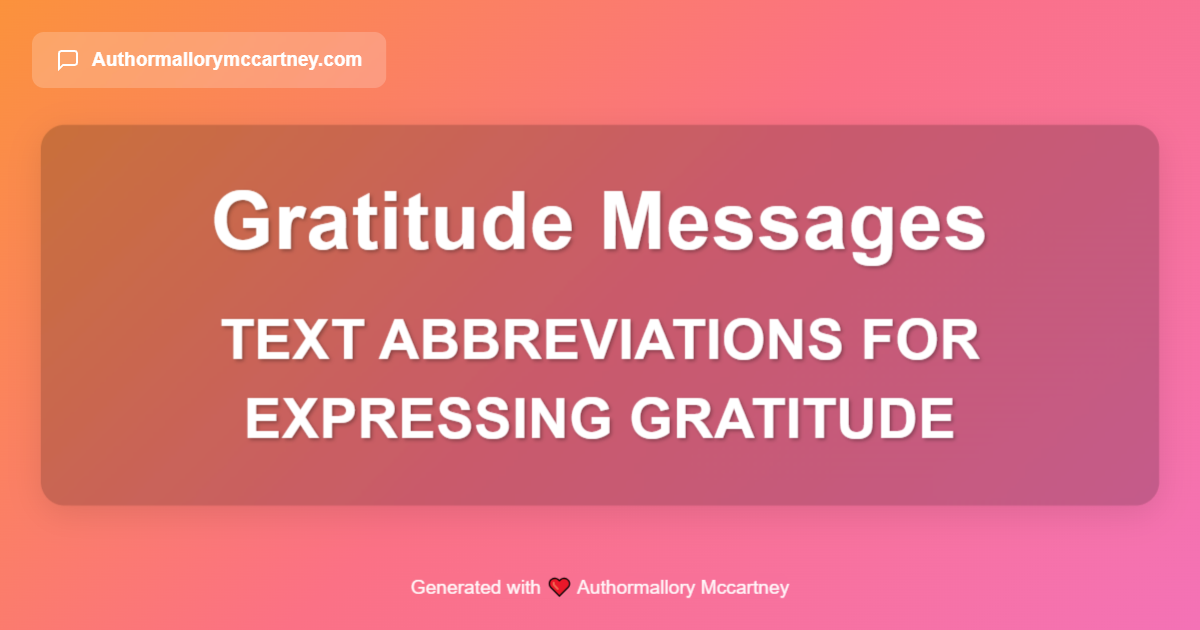 Authormallorymccartney.com
Gratitude Messages
TEXT ABBREVIATIONS FOR
EXPRESSING GRATITUDE
Generated with ❤️ Authormallory Mccartney